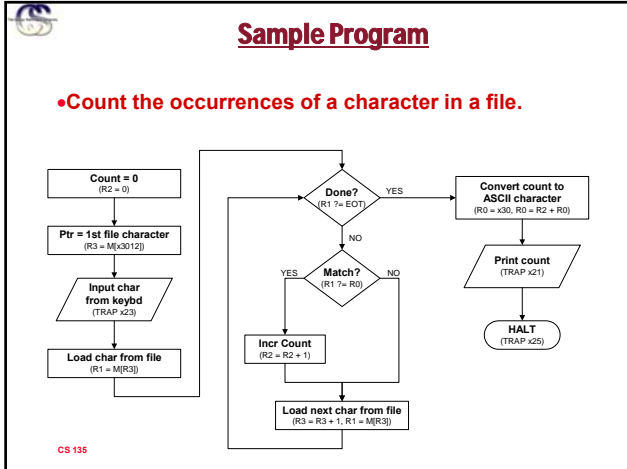 Sample Program
•Count the occurrences of a character in a file.
Count = 0
(R2 = 0)
Ptr = 1st file character
(R3 = M[x3012])
Input char
from keybd
(TRAP x23)
Load char from file
(R1 = M[R3])
Done?
(R1 ?= EOT)
YES
NO
Match?
(R1 ?= R0)
YES
NO
Incr Count
(R2 = R2 + 1)
Load next char from file
(R3 = R3 + 1, R1 = M[R3])
Convert count to
ASCII character
(R0 = x30, R0 = R2 + R0)
Print count
(TRAP x21)
HALT
(TRAP x25)
CS 135